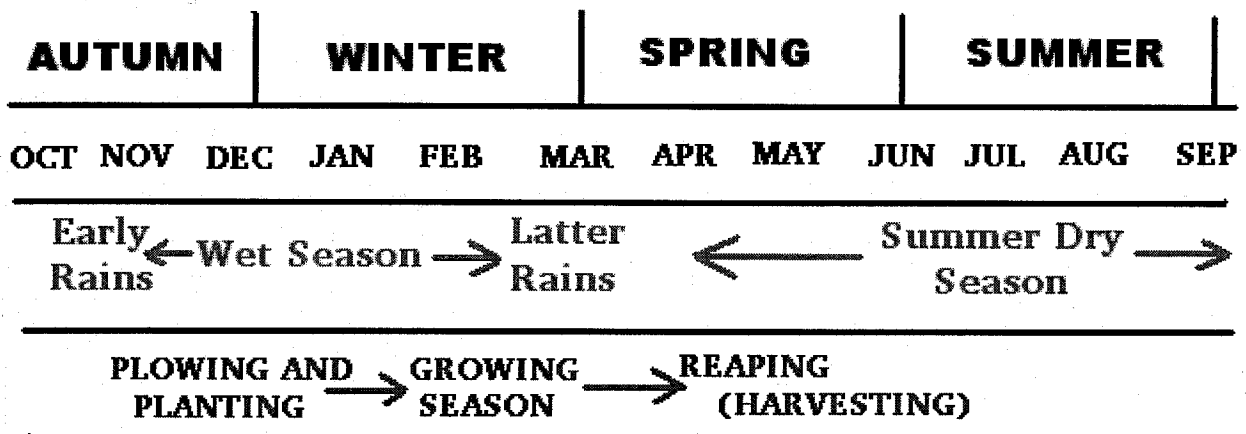 AUTUMN WINTER SPRING SUMMER
OCT NOV DEC JAN FEB MAR APR MAY JUN JUL AUG SEP
Early Rains
Wet Season
Latter Rains
Summer Dry Season
PLOWING AND PLANTING
GROWING SEASON
REAPING (HARVESTING)